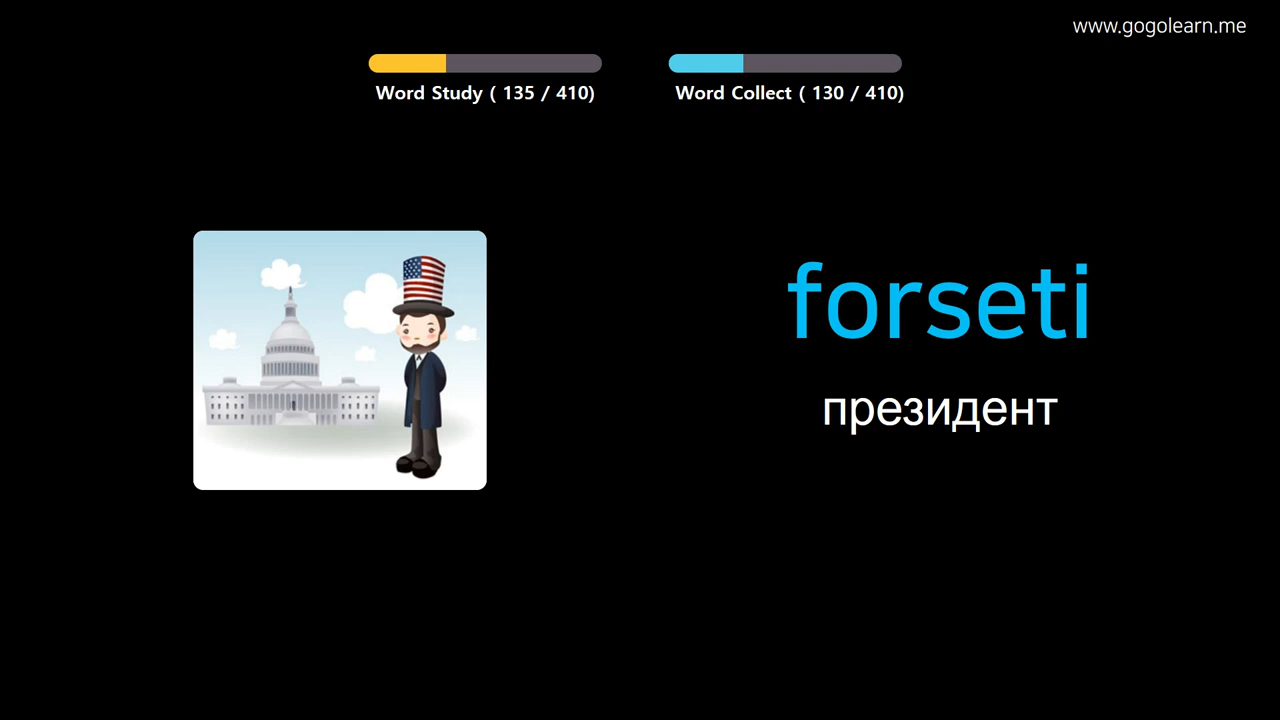 www.gogolearn.me
Word Study ( 135 / 410)
Word Collect ( 130 / 410)
forseti
президент